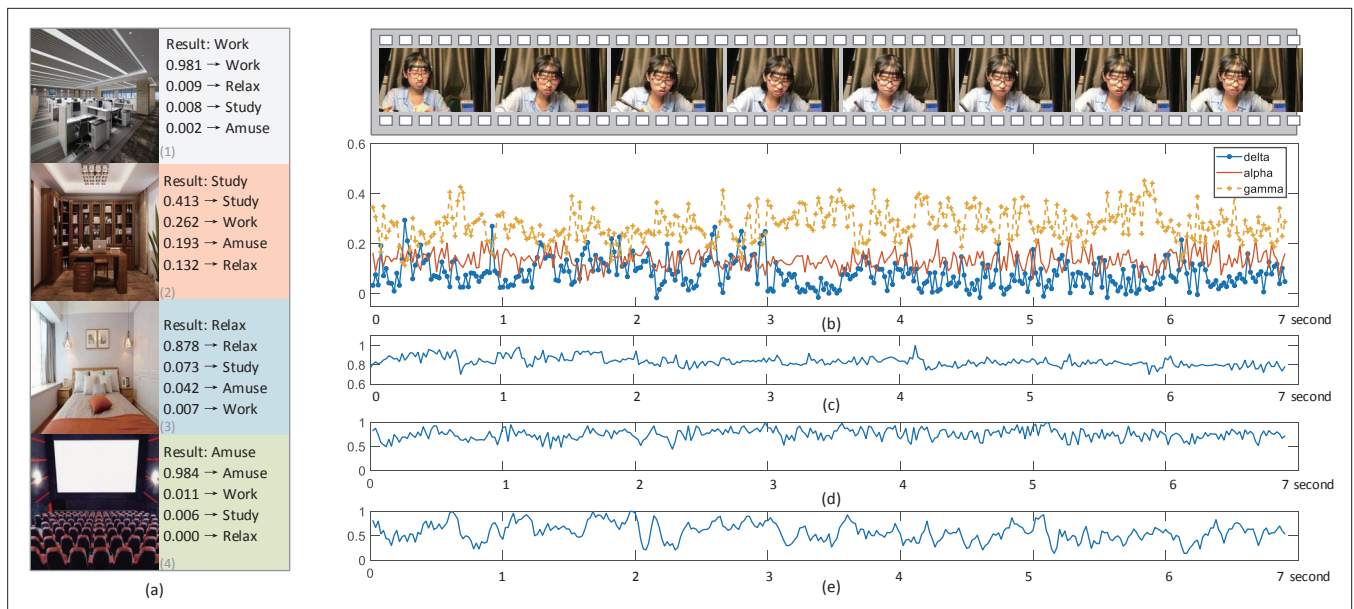 Result: Work
0.981 → Work
0.009 → Relax
0.008 → Study
0.002 → Amuse
(1)
Result: Study
0.413 → Study
0.262 → Work
0.193 → Amuse
0.132 → Relax
(2)
Result: Relax
0.878 → Relax
0.073 → Study
0.042 → Amuse
0.007 → Work
(3)
Result: Amuse
0.984 → Amuse
0.011 → Work
0.006 → Study
0.000 → Relax
(4)
(a)
0.6
0.4
0.2
0
delta
alpha
gamma
0 1 2 3 4 5 6 7 second
(b)
1
0.8
0.6
0 1 2 3 4 5 6 7 second
(c)
1
0.5
0
0 1 2 3 4 5 6 7 second
(d)
1
0.5
0
0 1 2 3 4 5 6 7 second
(e)